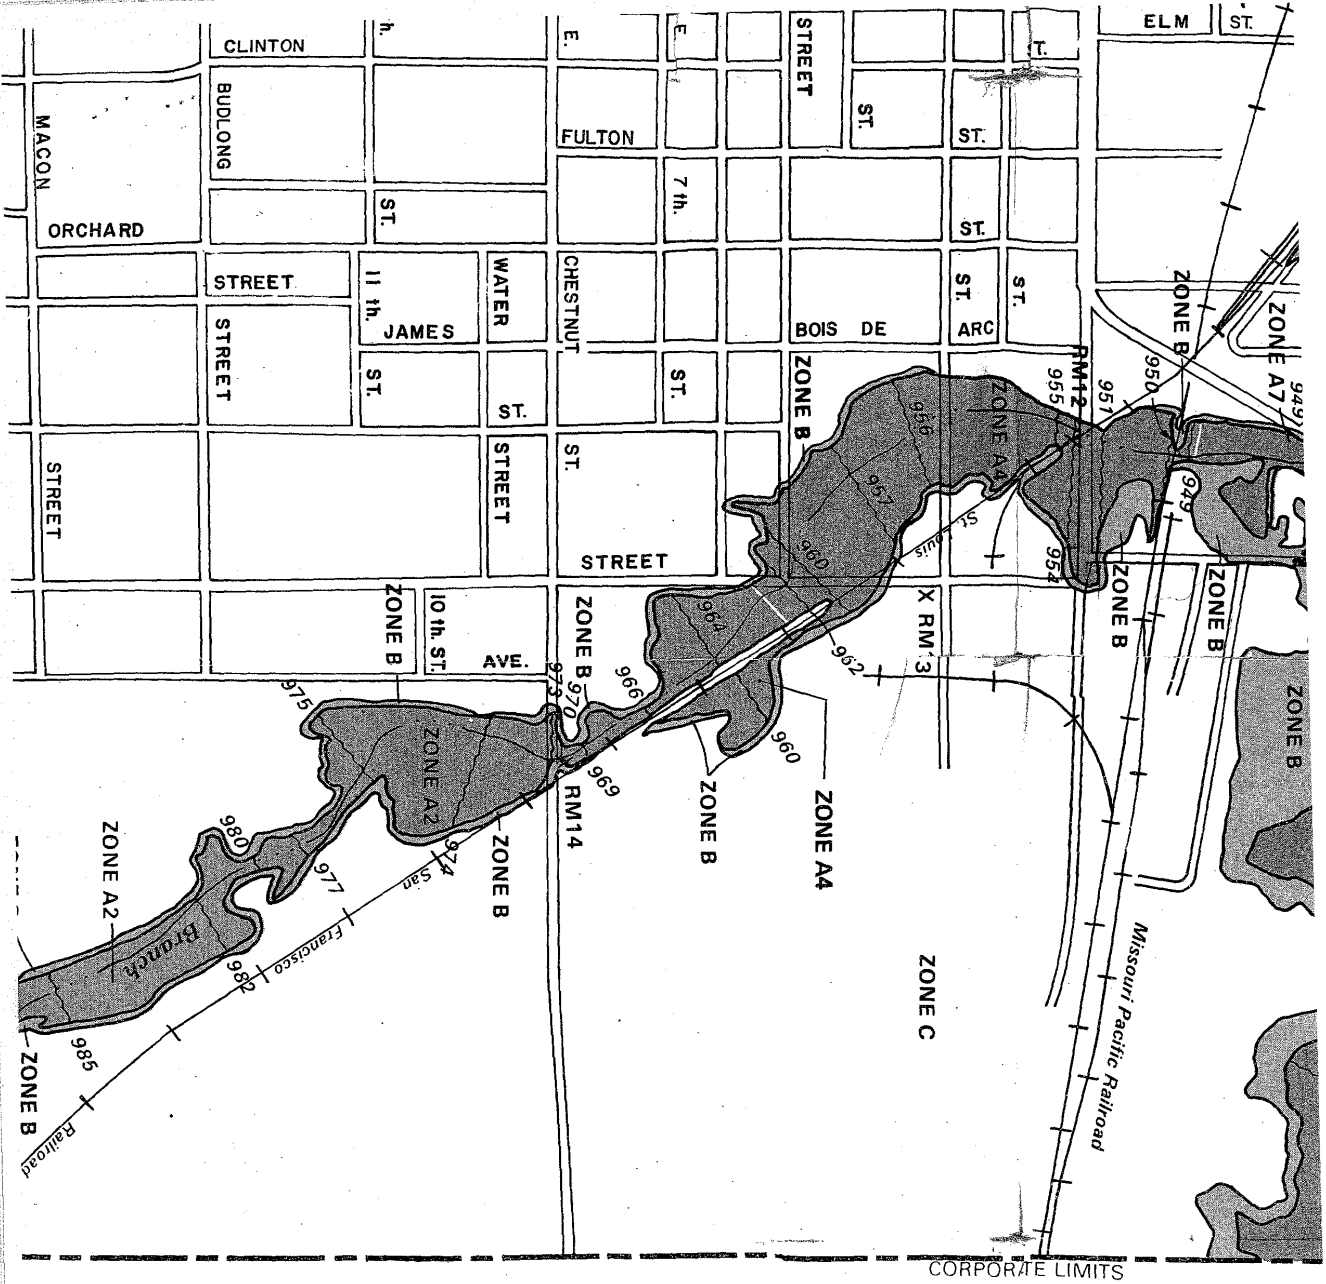 ELM
ST.
CLINTON
h.
E.
E
STREET
T.
BUDLONG
MACON
FULTON
ST.
ST.
ORCHARD
ST.
7 th.
ST.
STREET
11 th.
WATER
CHESTNUT
ST.
ST.
ZONE B
ZONE A7
JAMES
BOIS DE ARC
STREET
ST.
ST.
ST.
ST.
ZONE B
956
ZONE A4
955
RM12
951
950
949
STREET
STREET
957
949
St. Louis
STREET
960
954
ZONE B
ZONE B
ZONE B
10 th. ST.
AVE.
ZONE B
964
962
X RM13
975
973
970
966
960
ZONE B
ZONE A2
969
RM14
ZONE B
ZONE A4
ZONE A2
980
977
974
San
ZONE B
Branch
982
Francisco
ZONE C
Missouri Pacific Railroad
985
ZONE B
Railroad
CORPORATE LIMITS